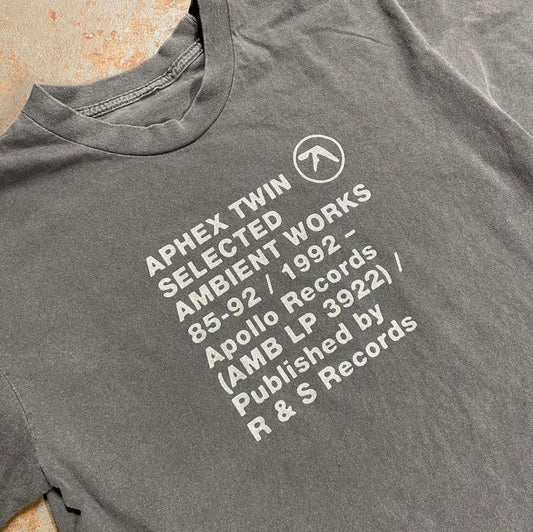 APHEX TWIN
SELECTED
AMBIENT WORKS
85-92 / 1992 –
Apollo Records
(AMB LP 3922) /
Published by
R & S Records